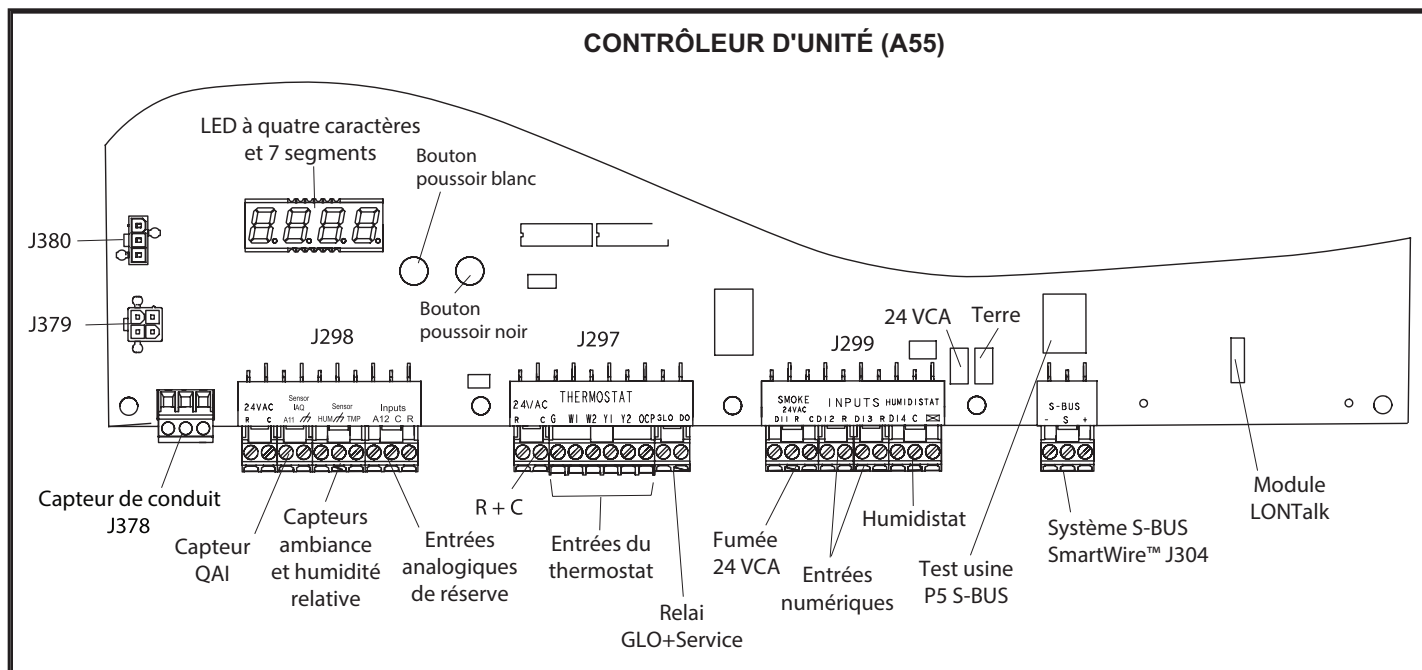 CONTRÔLEUR D'UNITÉ (A55)
LED à quatre caractères
et 7 segments
Bouton
poussoir blanc
J380
8.8.8.8.
J379
Bouton
poussoir noir
24 VCA
Terre
J298
J297
J299
24VAC
R C
Sensor
IAQ
A11
Sensor
HUM TMP
Inputs
A12 C R
24VAC
R C
THERMOSTAT
G W1 W2 Y1 Y2 OCP GLO DO
SMOKE
24VAC
DI1 R C
INPUTS
DI2 R DI3 R
HUMIDISTAT
DI4 C
S-BUS
- S +
Capteur de conduit
J378
Capteur
QAI
Capteurs
ambiance
et humidité
relative
Entrées
analogiques
de réserve
R + C
Entrées du
thermostat
Relai
GLO+Service
Fumée
24 VCA
Entrées
numériques
Humidistat
Test usine
P5 S-BUS
Système S-BUS
SmartWire™ J304
Module
LONTalk